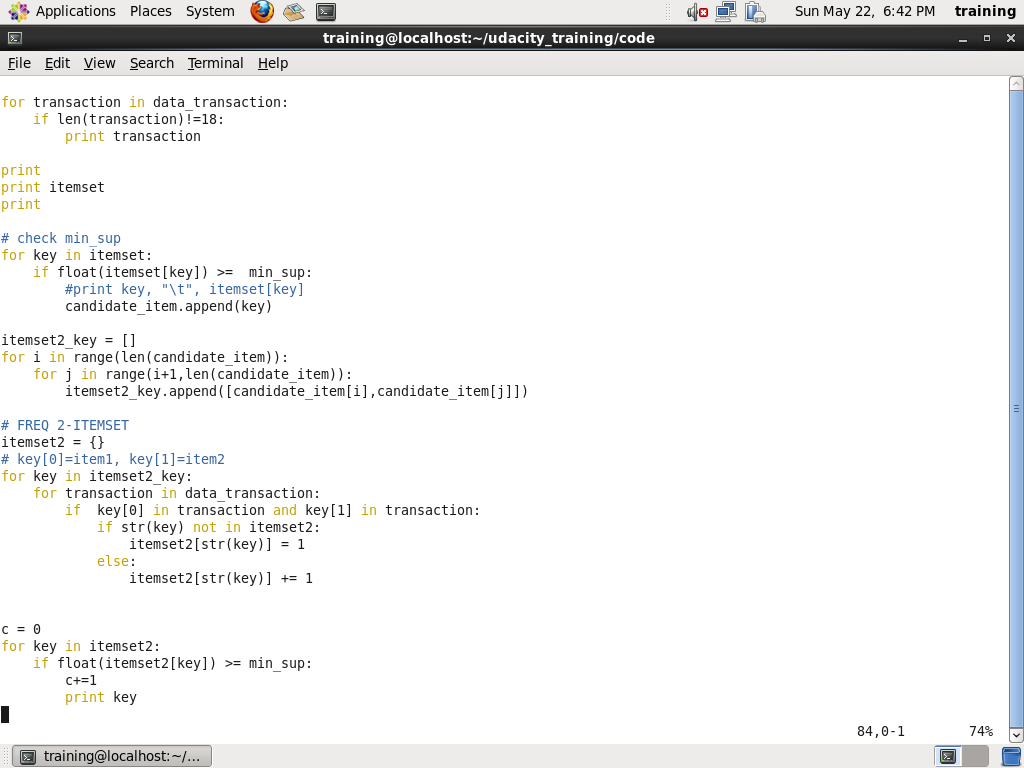 Applications Places System Sun May 22, 6:42 PM training
training@localhost:~/udacity_training/code
File Edit View Search Terminal Help
for transaction in data_transaction:
    if len(transaction)!=18:
        print transaction

print
print itemset
print

# check min_sup
for key in itemset:
    if float(itemset[key]) >=  min_sup:
        #print key, "\t", itemset[key]
        candidate_item.append(key)

itemset2_key = []
for i in range(len(candidate_item)):
    for j in range(i+1,len(candidate_item)):
        itemset2_key.append([candidate_item[i],candidate_item[j]])

# FREQ 2-ITEMSET
itemset2 = {}
# key[0]=item1, key[1]=item2
for key in itemset2_key:
    for transaction in data_transaction:
        if  key[0] in transaction and key[1] in transaction:
            if str(key) not in itemset2:
                itemset2[str(key)] = 1
            else:
                itemset2[str(key)] += 1


c = 0
for key in itemset2:
    if float(itemset2[key]) >= min_sup:
        c+=1
        print key
84,0-1 74%
training@localhost:~/...